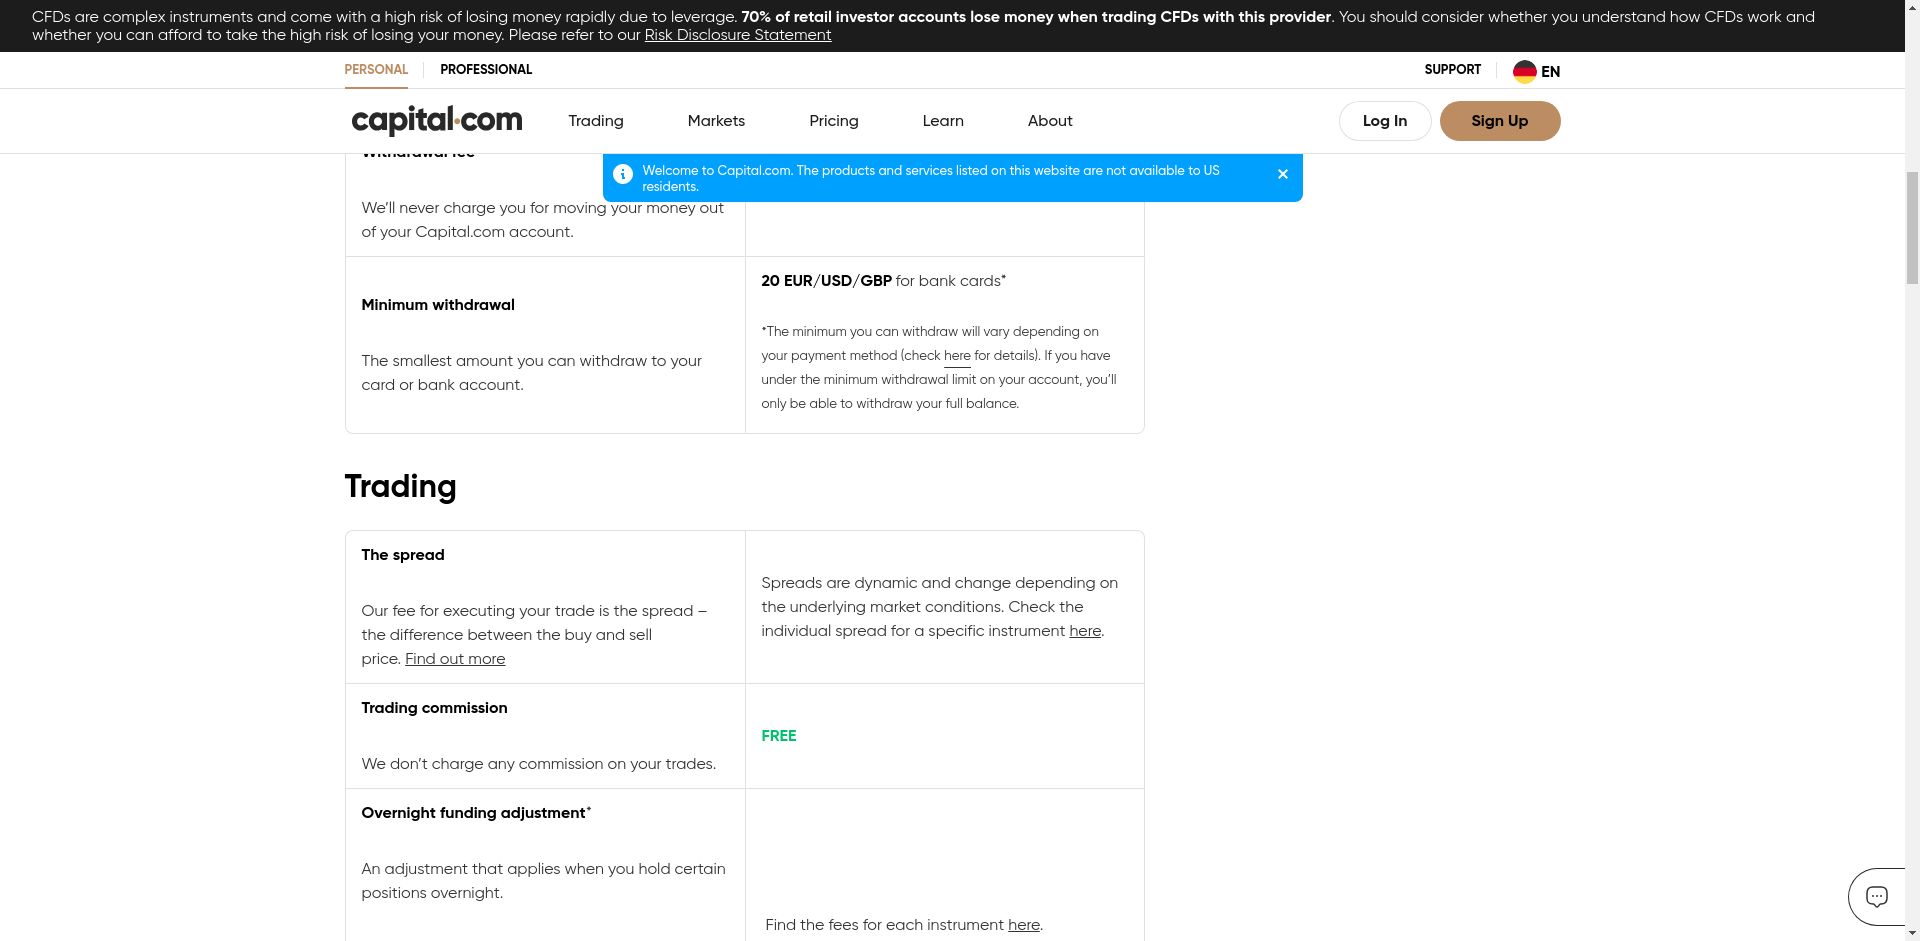 CFDs are complex instruments and come with a high risk of losing money rapidly due to leverage. 70% of retail investor accounts lose money when trading CFDs with this provider. You should consider whether you understand how CFDs work and
whether you can afford to take the high risk of losing your money. Please refer to our Risk Disclosure Statement
PERSONAL PROFESSIONAL SUPPORT EN
capital.com Trading Markets Pricing Learn About Log In Sign Up
Withdrawal fee
Welcome to Capital.com. The products and services listed on this website are not available to US
residents.
We’ll never charge you for moving your money out
of your Capital.com account.
Minimum withdrawal
The smallest amount you can withdraw to your
card or bank account.
20 EUR/USD/GBP for bank cards*
*The minimum you can withdraw will vary depending on
your payment method (check here for details). If you have
under the minimum withdrawal limit on your account, you’ll
only be able to withdraw your full balance.
Trading
The spread
Our fee for executing your trade is the spread –
the difference between the buy and sell
price. Find out more
Spreads are dynamic and change depending on
the underlying market conditions. Check the
individual spread for a specific instrument here.
Trading commission
We don’t charge any commission on your trades.
FREE
Overnight funding adjustment*
An adjustment that applies when you hold certain
positions overnight.
Find the fees for each instrument here.